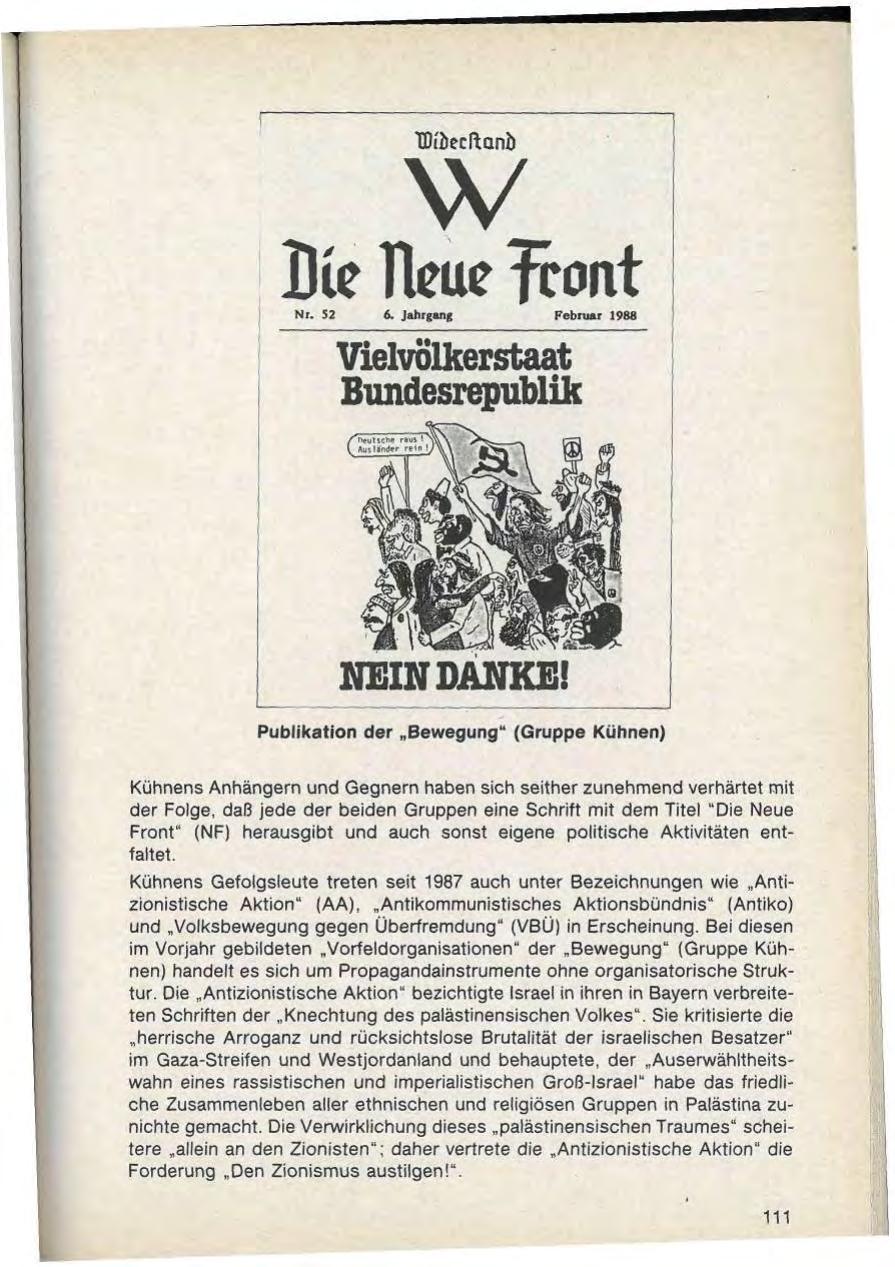 Widerstand
W
Die Neue Front
Nr. 52 6. Jahrgang Februar 1988
Vielvölkerstaat
Bundesrepublik
Deutsche raus !
Ausländer rein !
NEIN DANKE!
Publikation der „Bewegung“ (Gruppe Kühnen)
Kühnens Anhängern und Gegnern haben sich seither zunehmend verhärtet mit
der Folge, daß jede der beiden Gruppen eine Schrift mit dem Titel "Die Neue
Front“ (NF) herausgibt und auch sonst eigene politische Aktivitäten ent-
faltet.
Kühnens Gefolgsleute treten seit 1987 auch unter Bezeichnungen wie „Anti-
zionistische Aktion“ (AA), „Antikommunistisches Aktionsbündnis“ (Antiko)
und „Volksbewegung gegen Überfremdung“ (VBÜ) in Erscheinung. Bei diesen
im Vorjahr gebildeten „Vorfeldorganisationen“ der „Bewegung“ (Gruppe Küh-
nen) handelt es sich um Propagandainstrumente ohne organisatorische Struk-
tur. Die „Antizionistische Aktion“ bezichtigte Israel in ihren in Bayern verbreite-
ten Schriften der „Knechtung des palästinensischen Volkes“. Sie kritisierte die
„herrische Arroganz und rücksichtslose Brutalität der israelischen Besatzer“
im Gaza-Streifen und Westjordanland und behauptete, der „Auserwähltheits-
wahn eines rassistischen und imperialistischen Groß-Israel“ habe das friedli-
che Zusammenleben aller ethnischen und religiösen Gruppen in Palästina zu-
nichte gemacht. Die Verwirklichung dieses „palästinensischen Traumes“ schei-
tere „allein an den Zionisten“; daher vertrete die „Antizionistische Aktion“ die
Forderung „Den Zionismus austilgen!“.
111